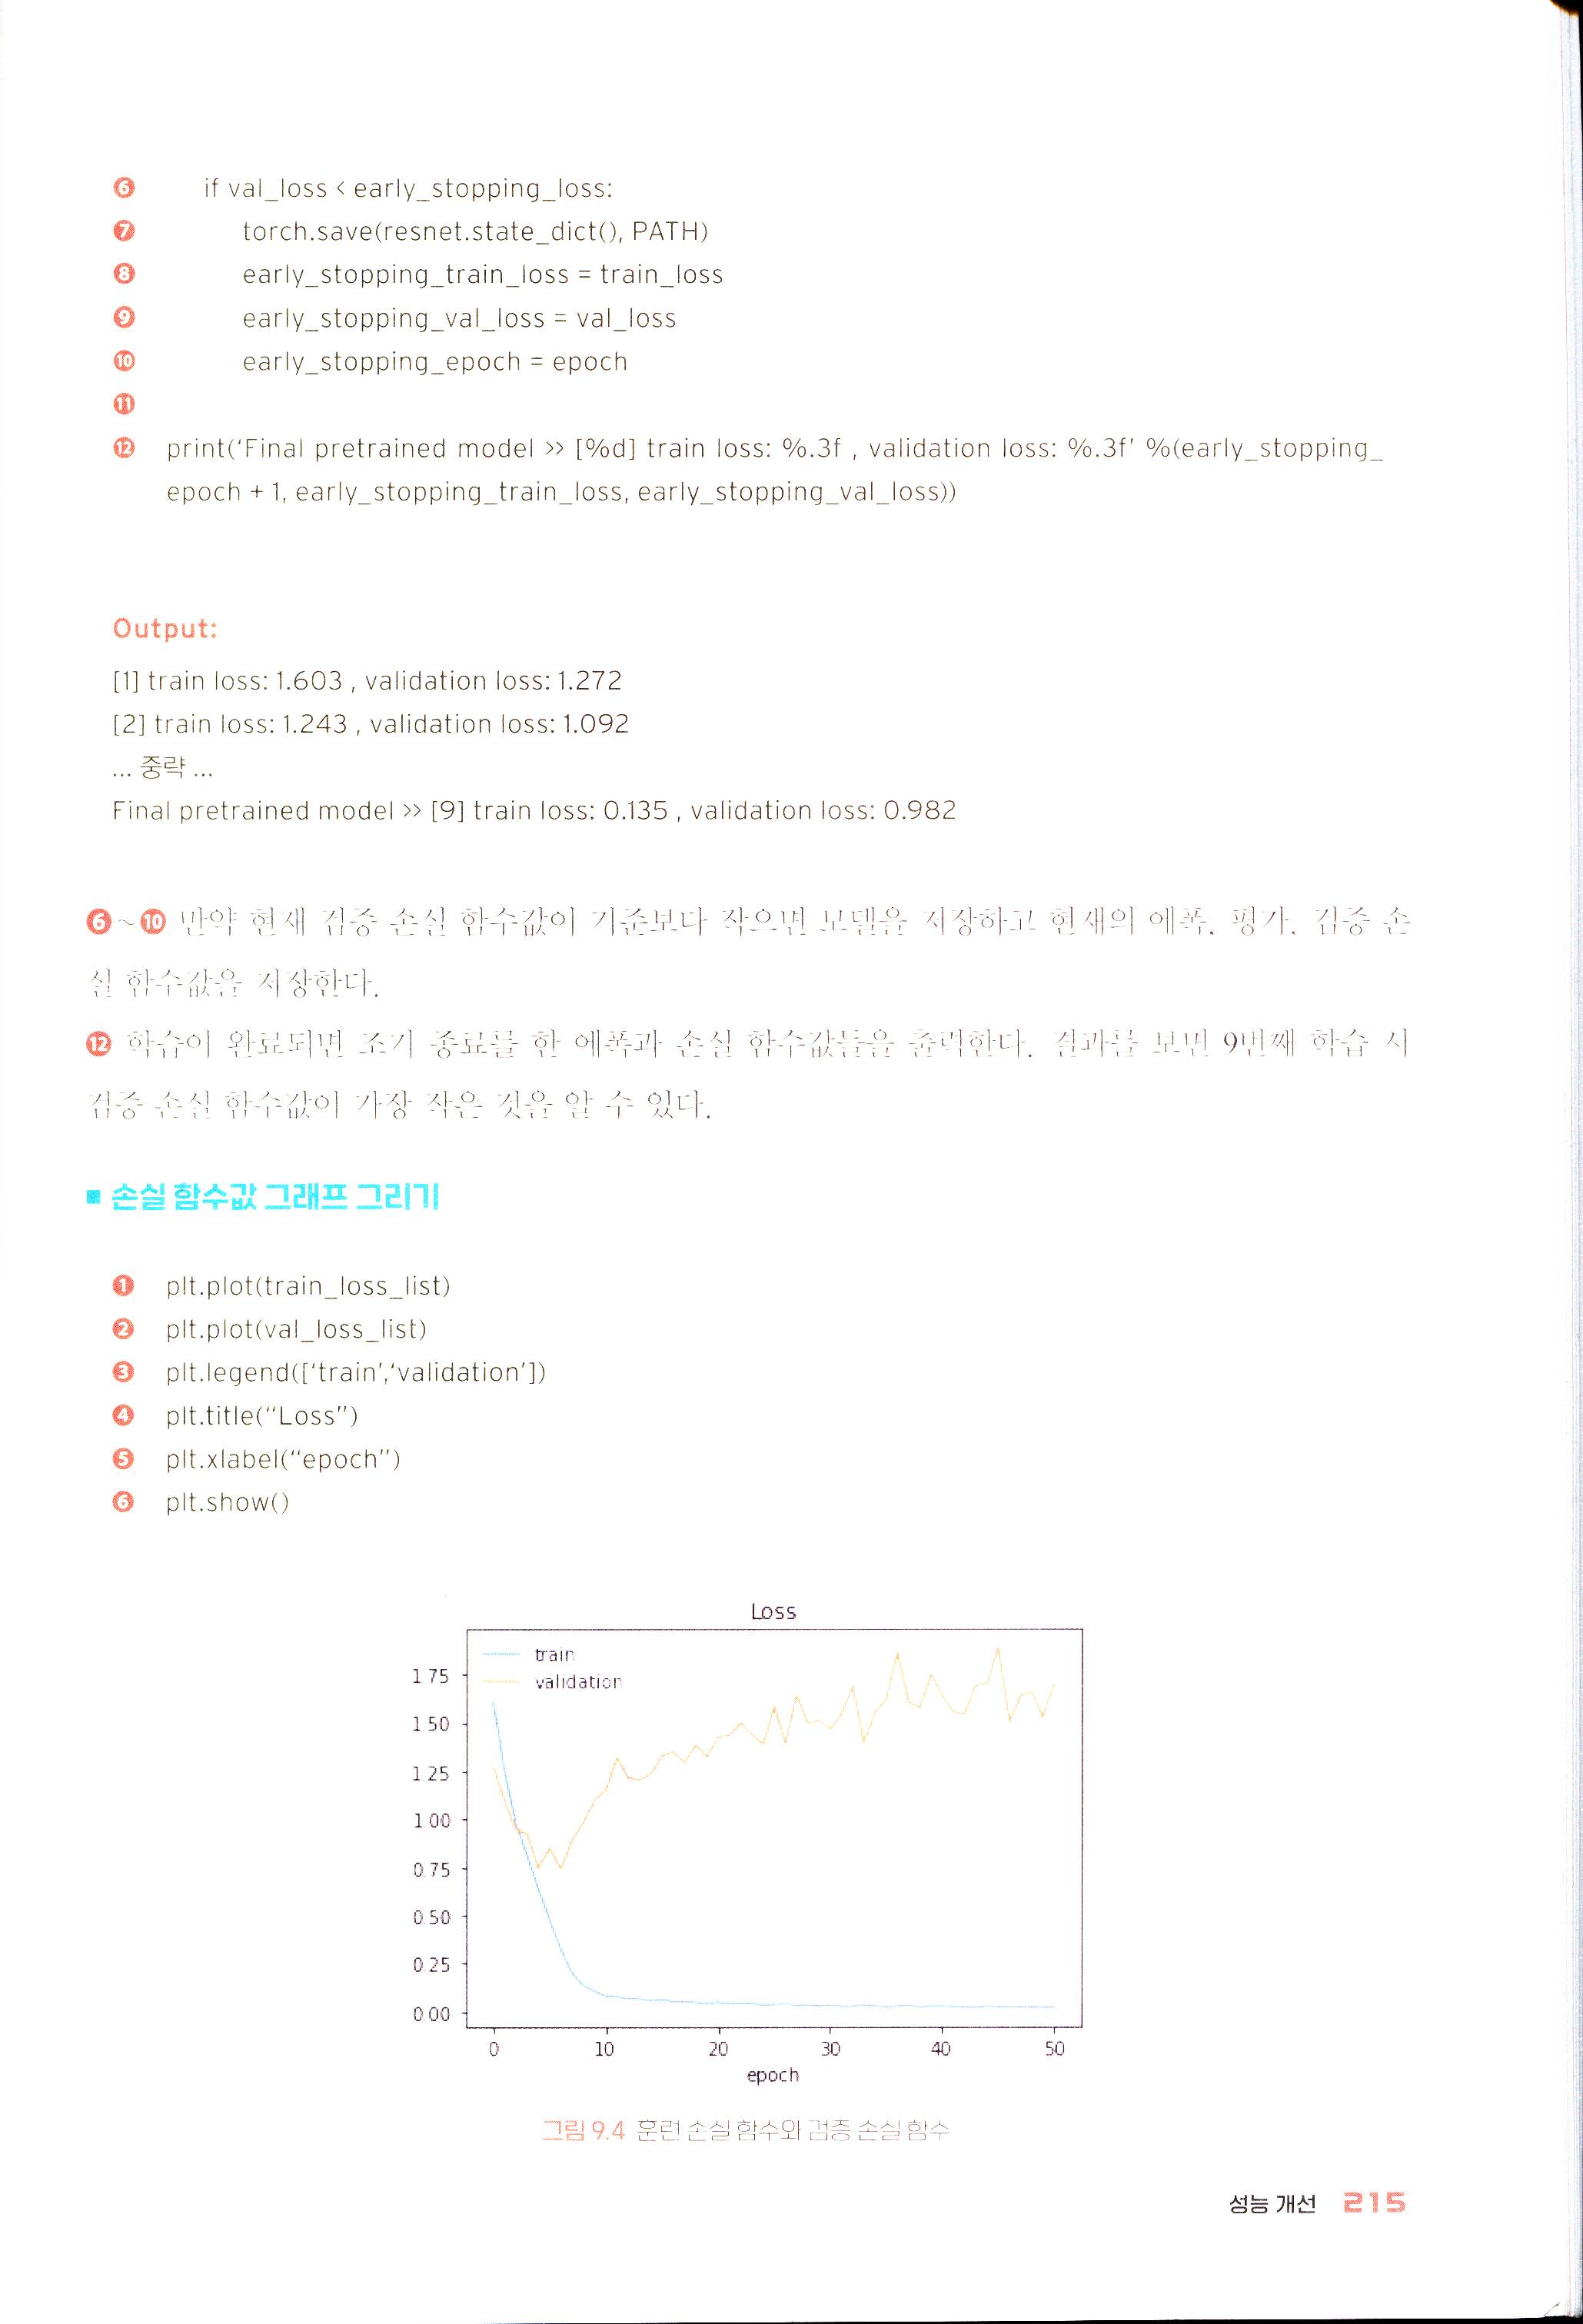 ❻ if val_loss < early_stopping_loss:
❼ torch.save(resnet.state_dict(), PATH)
❽ early_stopping_train_loss = train_loss
❾ early_stopping_val_loss = val_loss
❿ early_stopping_epoch = epoch
⓫
⓬ print('Final pretrained model >> [%d] train loss: %.3f , validation loss: %.3f' %(early_stopping_
epoch + 1, early_stopping_train_loss, early_stopping_val_loss))
Output:
[1] train loss: 1.603 , validation loss: 1.272
[2] train loss: 1.243 , validation loss: 1.092
... 중략 ...
Final pretrained model >> [9] train loss: 0.135 , validation loss: 0.982
❻~❿ 만약 현재 검증 손실 함수값이 기준보다 작으면 모델을 저장하고 현재의 에폭, 평가, 검증 손
실 함수값을 저장한다.
⓬ 학습이 완료되면 조기 종료를 한 에폭과 손실 함수값들을 출력한다. 결과를 보면 9번째 학습 시
검증 손실 함수값이 가장 작은 것을 알 수 있다.
■ 손실 함수값 그래프 그리기
❶ plt.plot(train_loss_list)
❷ plt.plot(val_loss_list)
❸ plt.legend(['train','validation'])
❹ plt.title("Loss")
❺ plt.xlabel("epoch")
❻ plt.show()
Loss
train
validation
1.75
1.50
1.25
1.00
0.75
0.50
0.25
0.00
0 10 20 30 40 50
epoch
그림 9.4 훈련 손실 함수와 검증 손실 함수
성능 개선 215